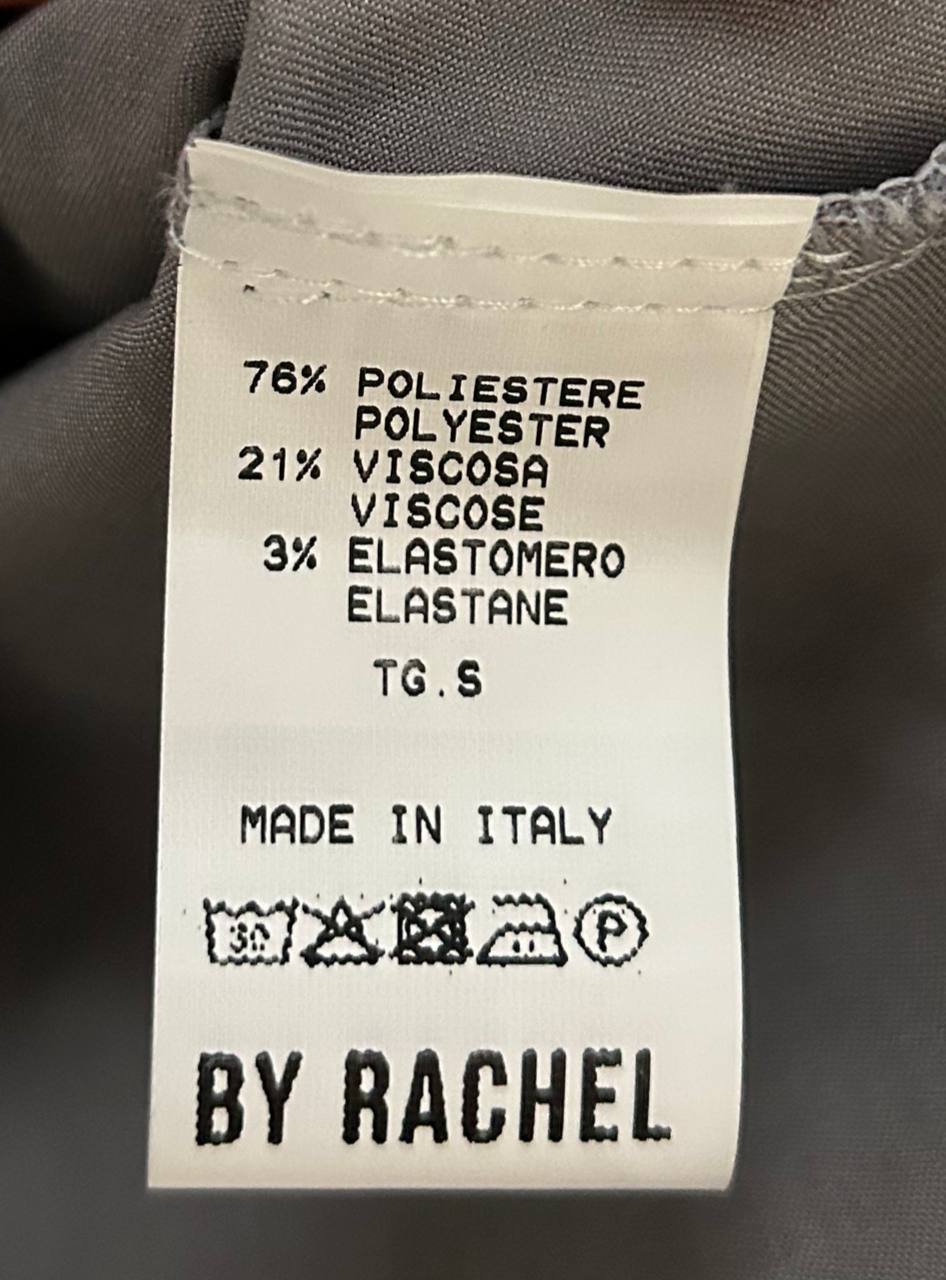 76% POLIESTERE
POLYESTER
21% VISCOSA
VISCOSE
3% ELASTOMERO
ELASTANE
TG.S
MADE IN ITALY
30 P
BY RACHEL